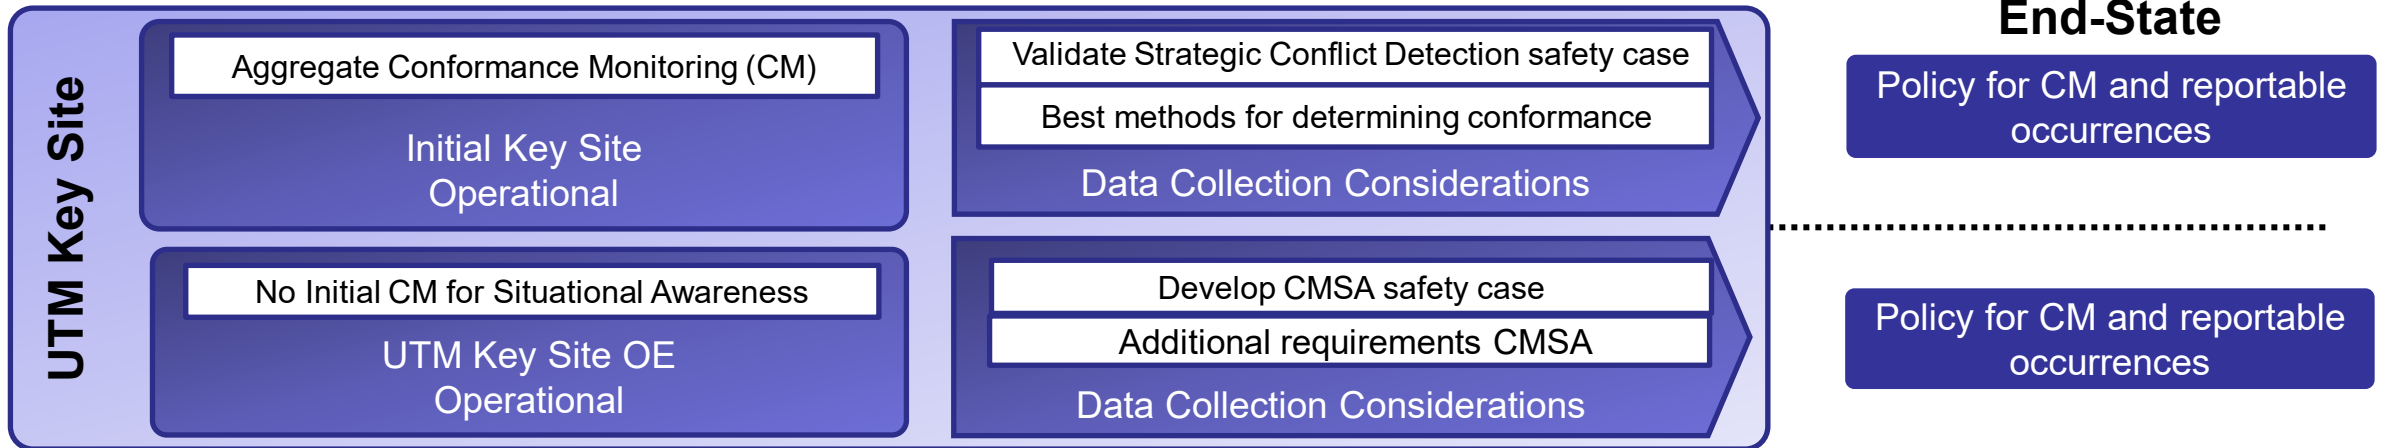 UTM Key Site
Aggregate Conformance Monitoring (CM)
Initial Key Site
Operational
Validate Strategic Conflict Detection safety case
Best methods for determining conformance
Data Collection Considerations
End-State
Policy for CM and reportable
occurrences
No Initial CM for Situational Awareness
UTM Key Site OE
Operational
Develop CMSA safety case
Additional requirements CMSA
Data Collection Considerations
Policy for CM and reportable
occurrences